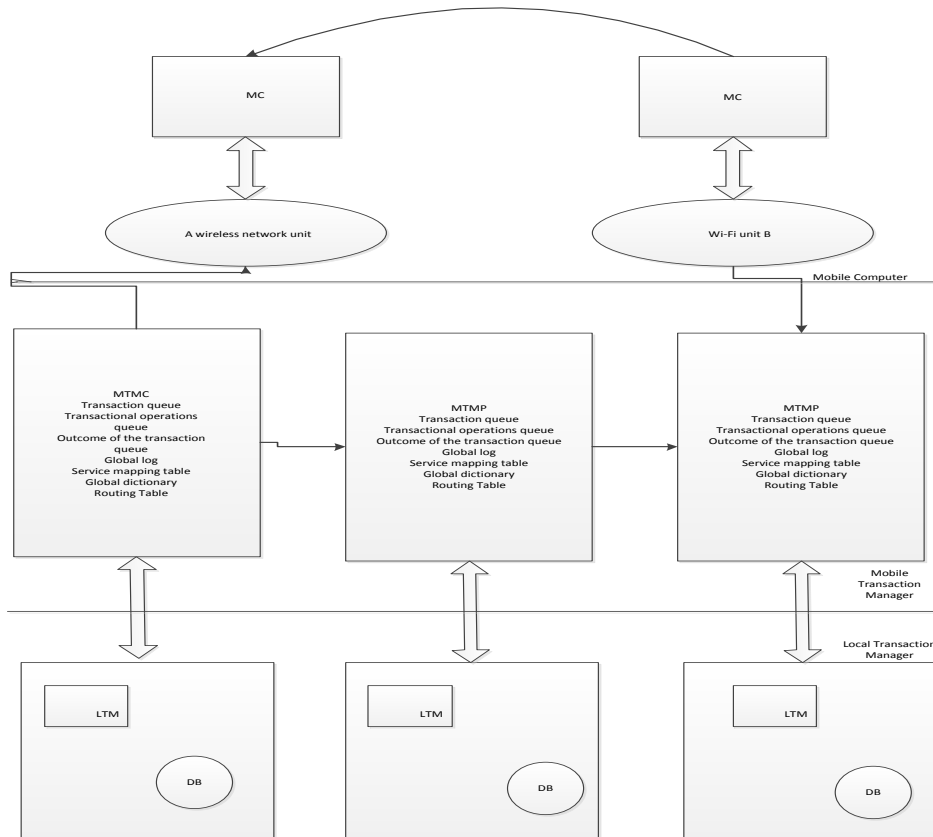 MC
MC
A wireless network unit
Wi-Fi unit B
Mobile Computer
MTMC
Transaction queue
Transactional operations
queue
Outcome of the transaction
queue
Global log
Service mapping table
Global dictionary
Routing Table
MTMP
Transaction queue
Transactional operations queue
Outcome of the transaction queue
Global log
Service mapping table
Global dictionary
Routing Table
MTMP
Transaction queue
Transactional operations queue
Outcome of the transaction queue
Global log
Service mapping table
Global dictionary
Routing Table
Mobile
Transaction
Manager
Local Transaction
Manager
LTM
DB
LTM
DB
LTM
DB